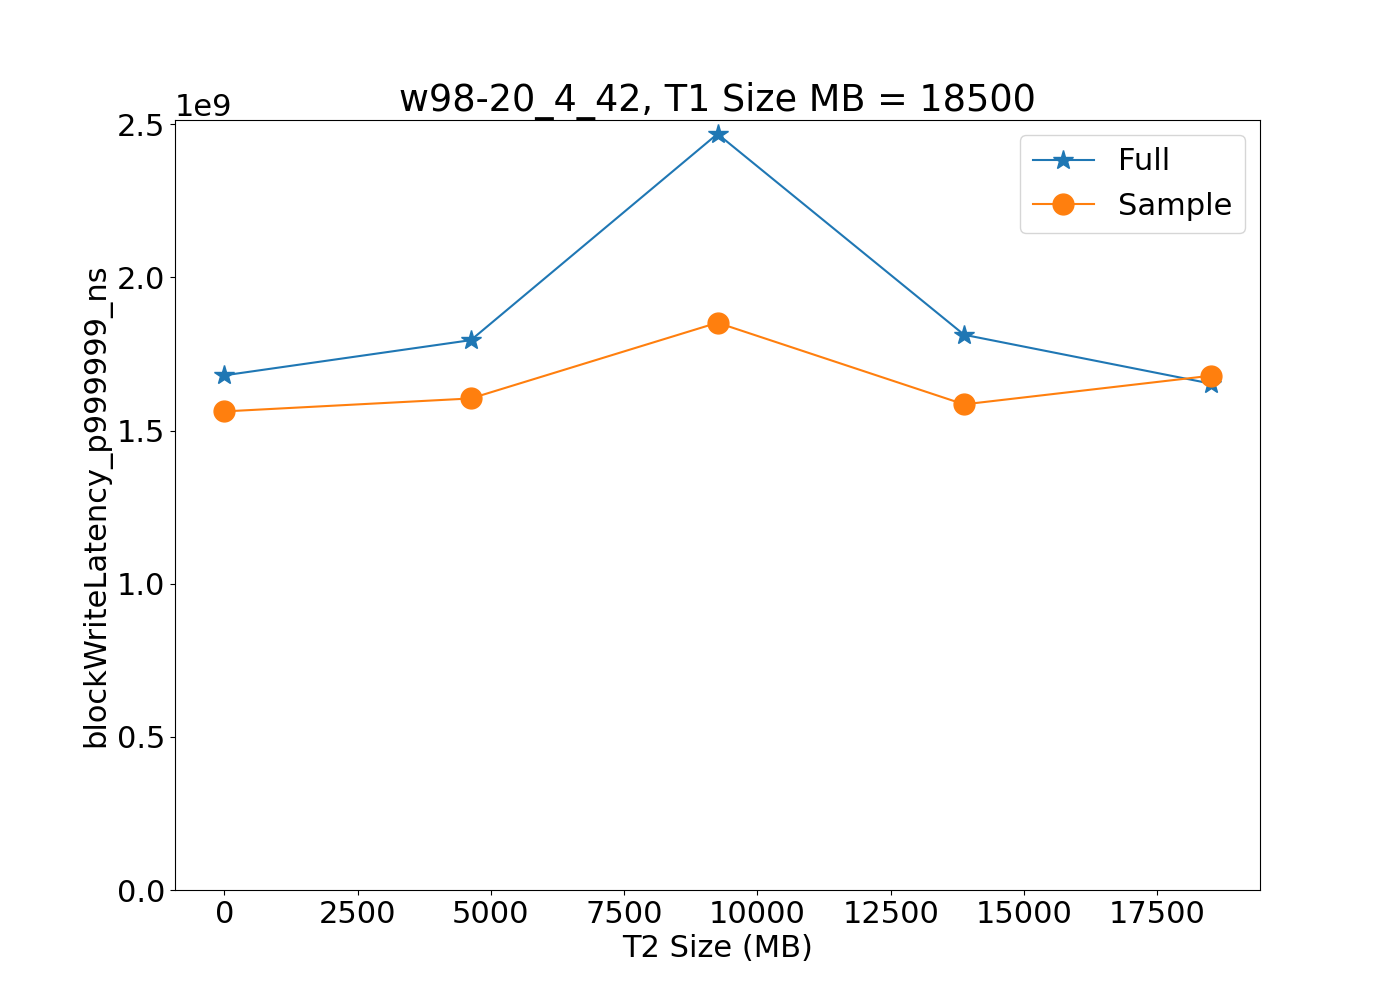 w98-20_4_42, T1 Size MB = 18500
1e9
2.5
2.0
1.5
1.0
0.5
0.0
blockWriteLatency_p999999_ns
Full
Sample
0 2500 5000 7500 10000 12500 15000 17500
T2 Size (MB)